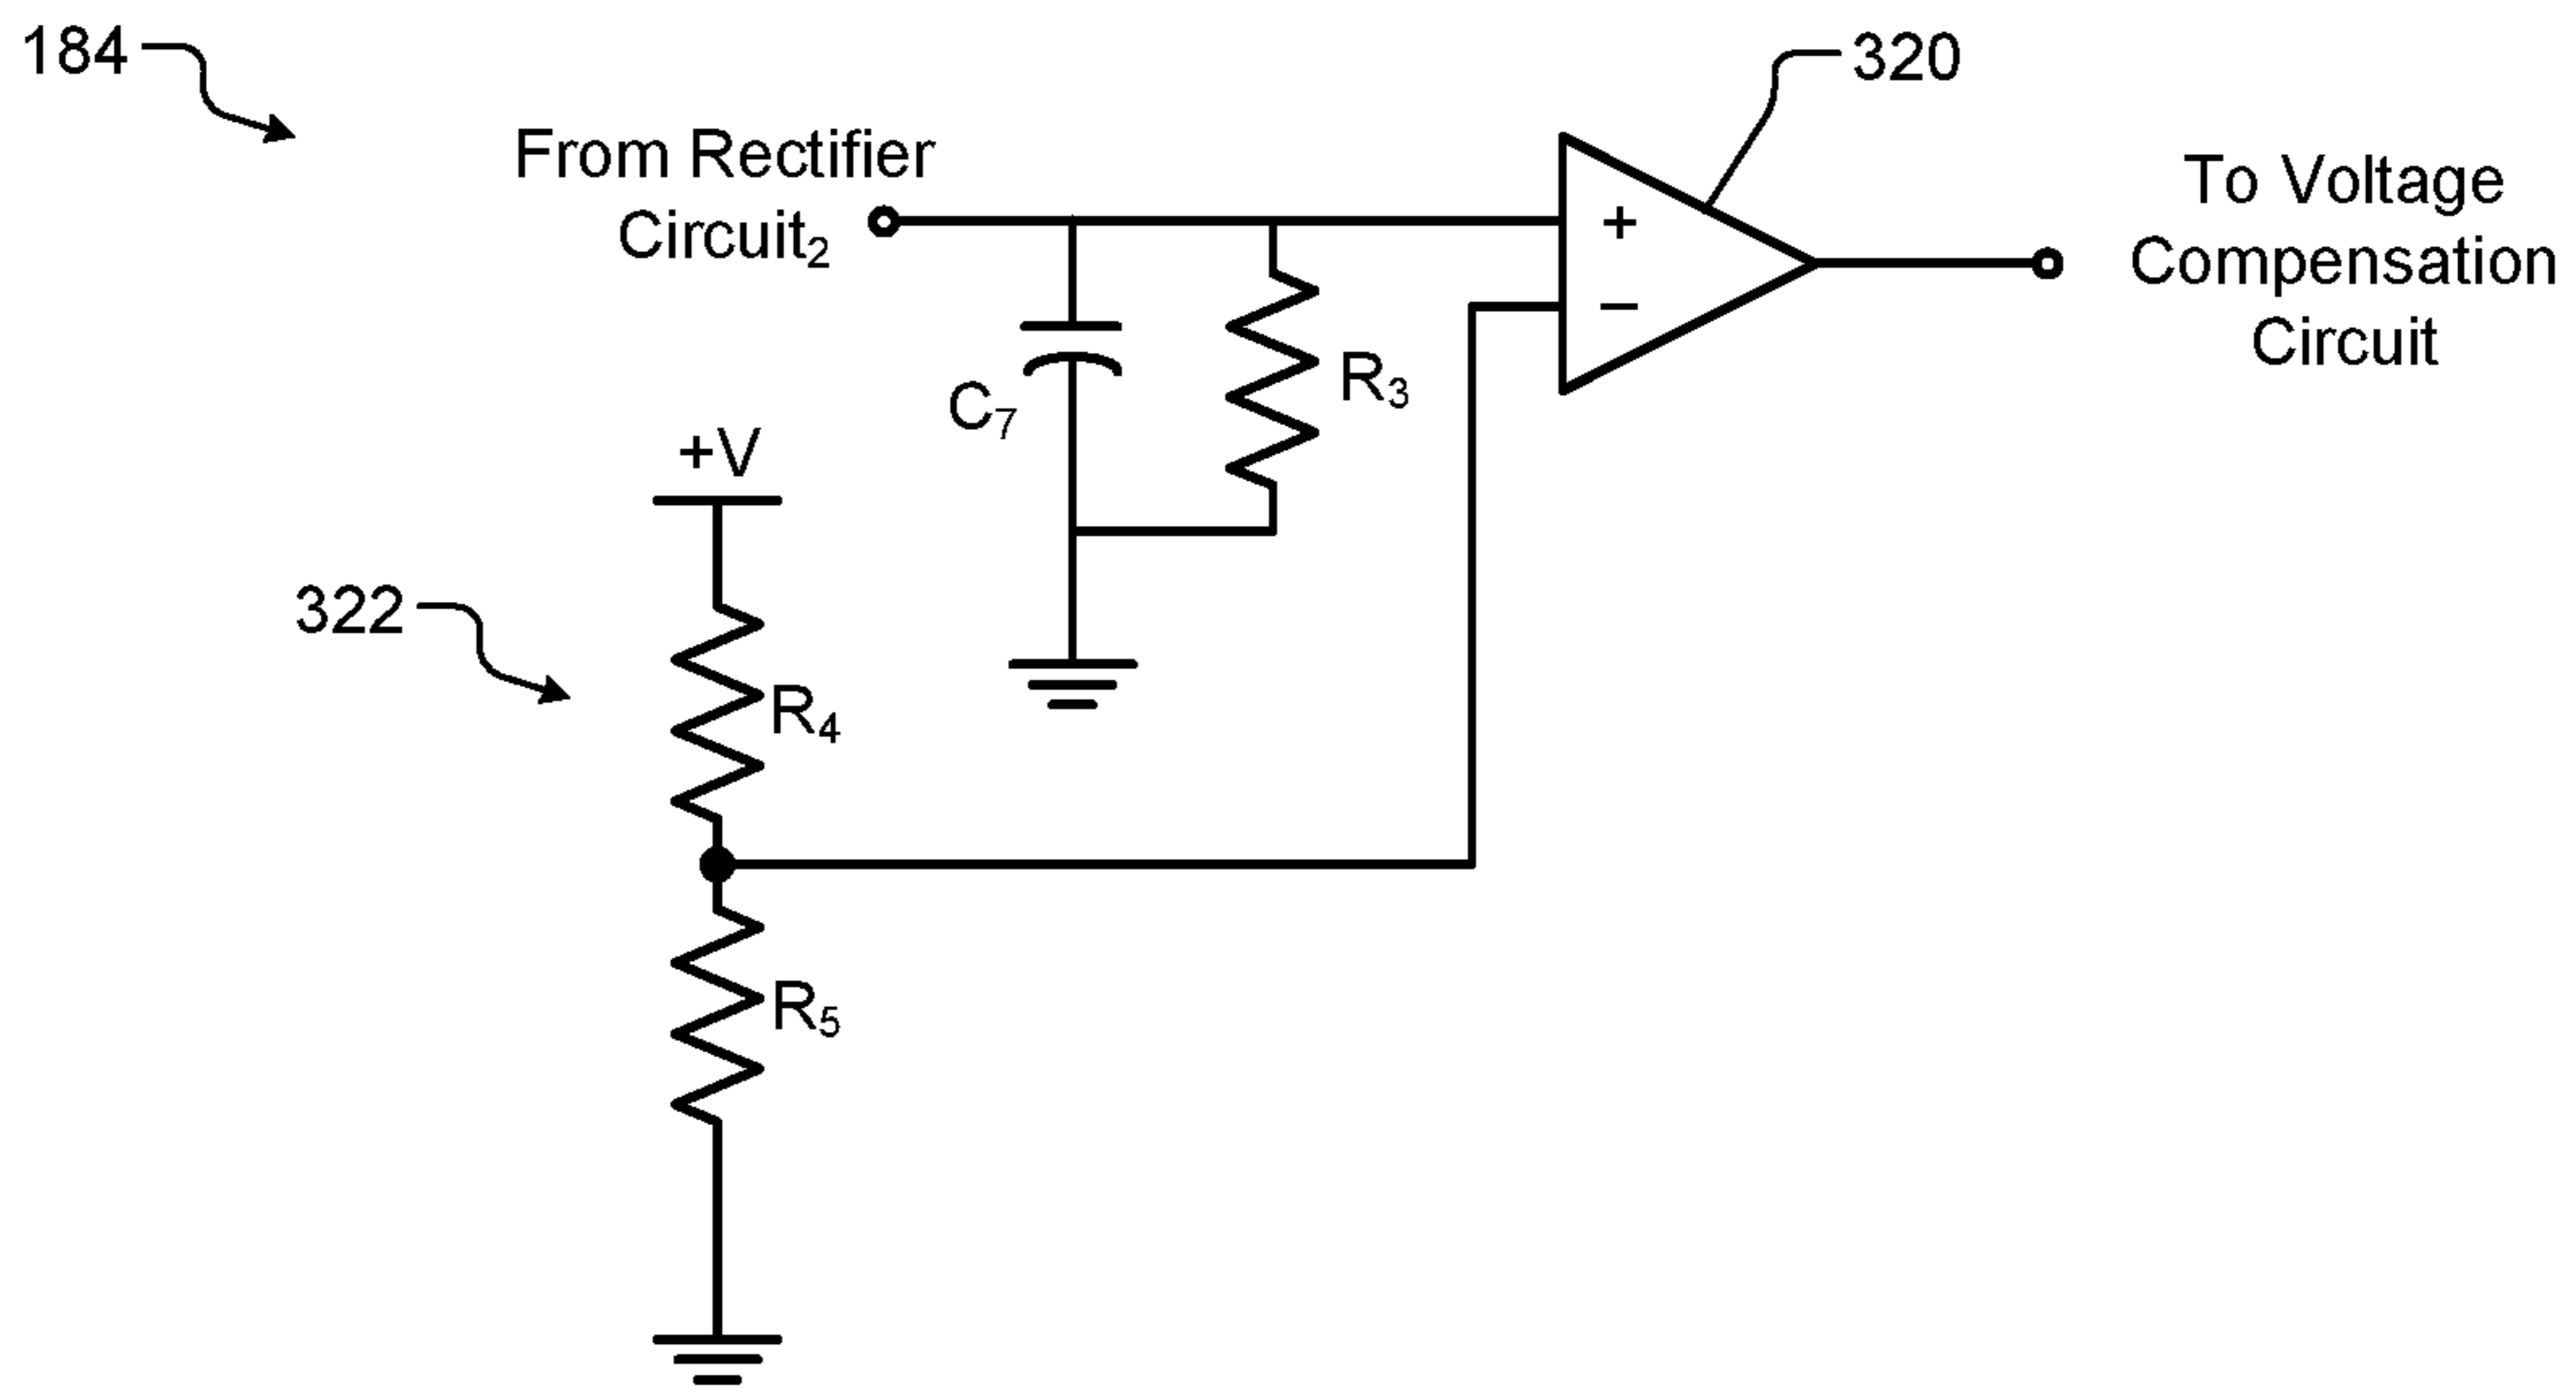 184
320
From Rectifier
Circuit₂
To Voltage
Compensation
Circuit
+
−
R₃
C₇
+V
322
R₄
R₅